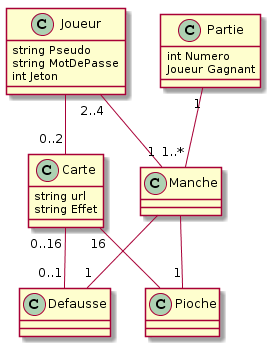 C Joueur
string Pseudo
string MotDePasse
int Jeton
C Partie
int Numero
Joueur Gagnant
2..4
1
0..2
1 1..*
C Carte
string url
string Effet
C Manche
0..16
16
0..1
1
1
C Defausse
C Pioche